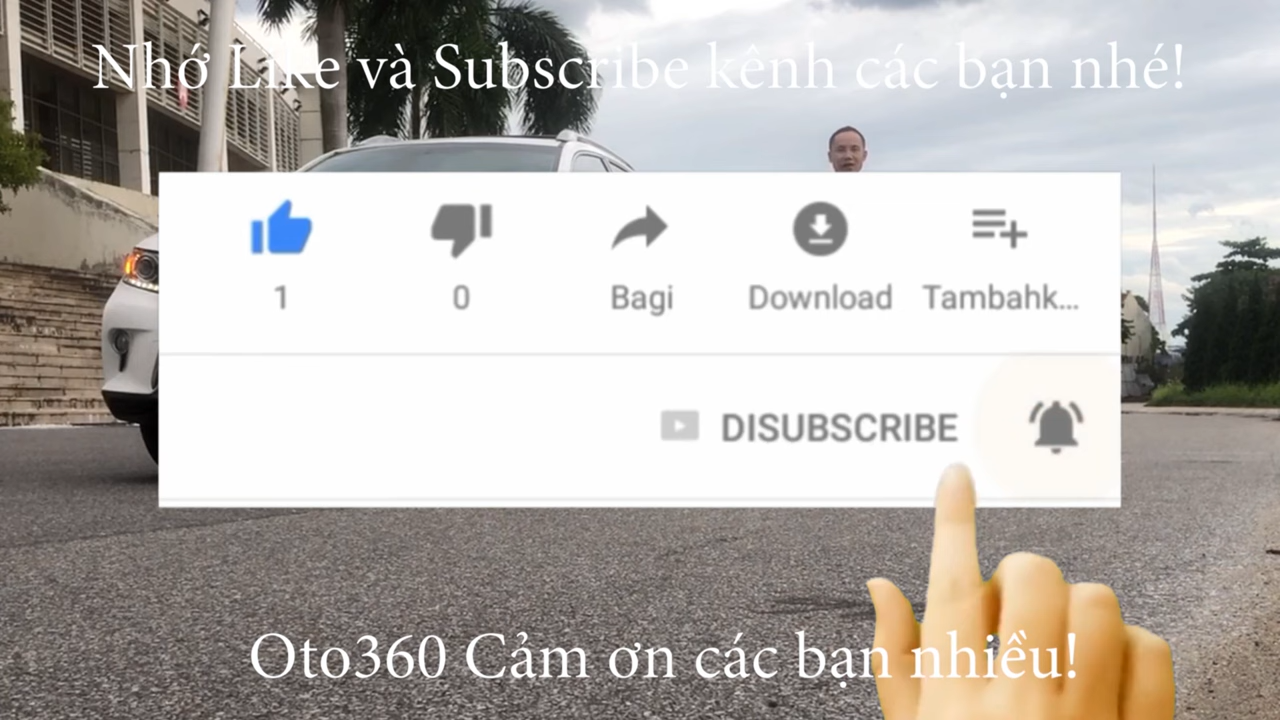 Nhớ Like và Subscribe kênh các bạn nhé!
1 0 Bagi Download Tambahk...
DISUBSCRIBE
Oto360 Cảm ơn các bạn nhiều!